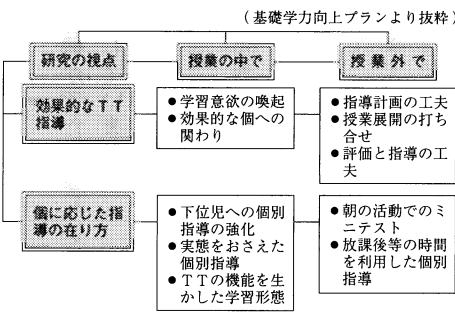 （基礎学力向上プランより抜粋）
研究の視点
授業の中で
授業外で
効果的なＴＴ
指導
●学習意欲の喚起
●効果的な個への
関わり
●指導計画の工夫
●授業展開の打ち
合せ
●評価と指導の工
夫
個に応じた指
導の在り方
●下位児への個別
指導の強化
●実態をおさえた
個別指導
●ＴＴの機能を生
かした学習形態
●朝の活動でのミ
ニテスト
●放課後等の時間
を利用した個別
指導